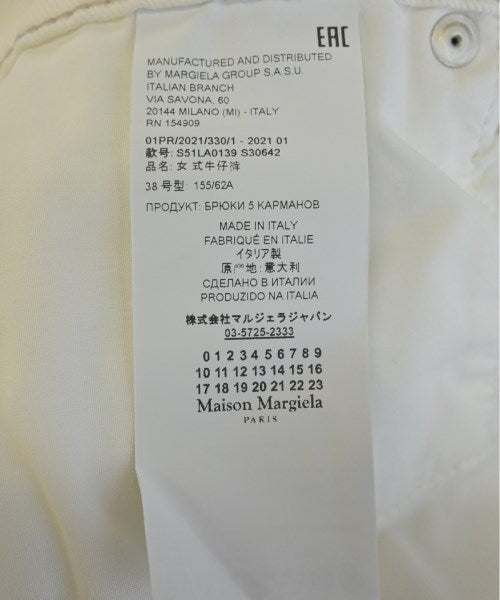 EAC
MANUFACTURED AND DISTRIBUTED
BY MARGIELA GROUP S.A.S.U.
ITALIAN BRANCH
VIA SAVONA, 60
20144 MILANO (MI) - ITALY
RN 154909
01PR/2021/330/1 - 2021 01
款号: S51LA0139 S30642
品名: 女 式牛仔裤
38 号型: 155/62A
ПРОДУКТ: БРЮКИ 5 КАРМАНОВ
MADE IN ITALY
FABRIQUÉ EN ITALIE
イタリア製
原产地: 意大利
СДЕЛАНО В ИТАЛИИ
PRODUZIDO NA ITALIA
株式会社マルジェラジャパン
03-5725-2333
0 1 2 3 4 5 6 7 8 9
10 11 12 13 14 15 16
17 18 19 20 21 22 23
Maison Margiela
PARIS